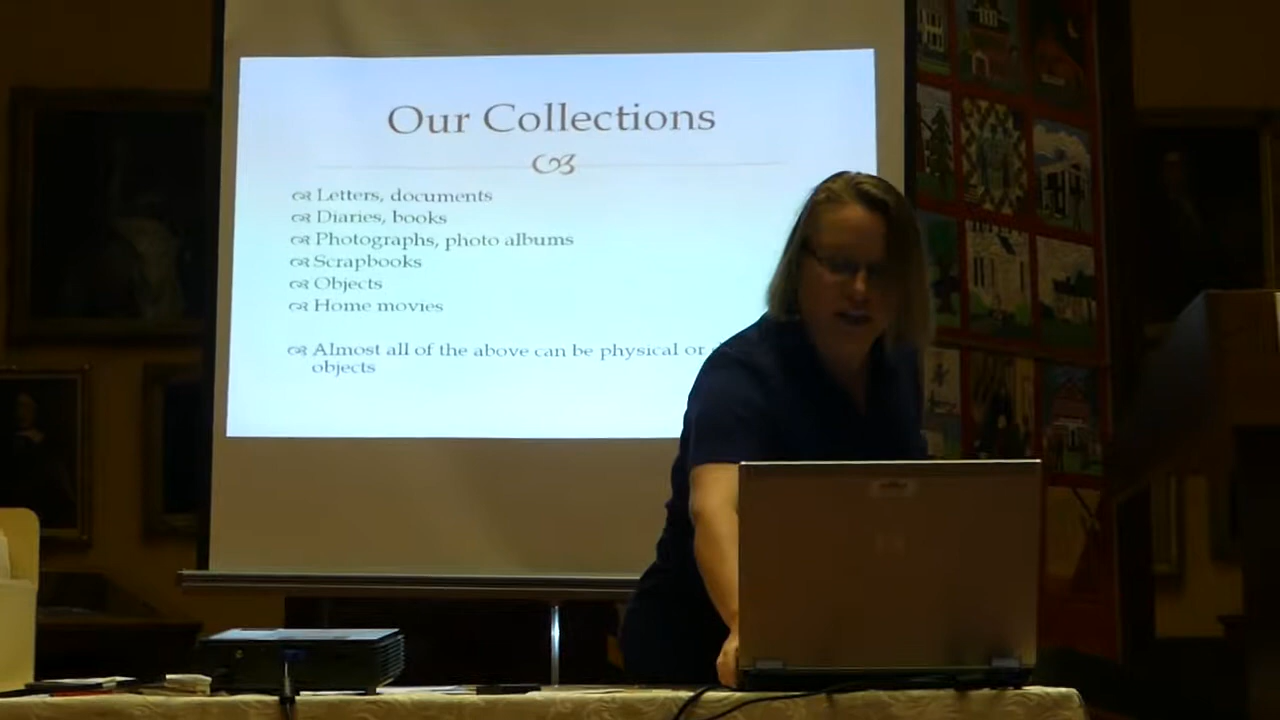 Our Collections
Letters, documents
Diaries, books
Photographs, photo albums
Scrapbooks
Objects
Home movies
Almost all of the above can be physical or
objects